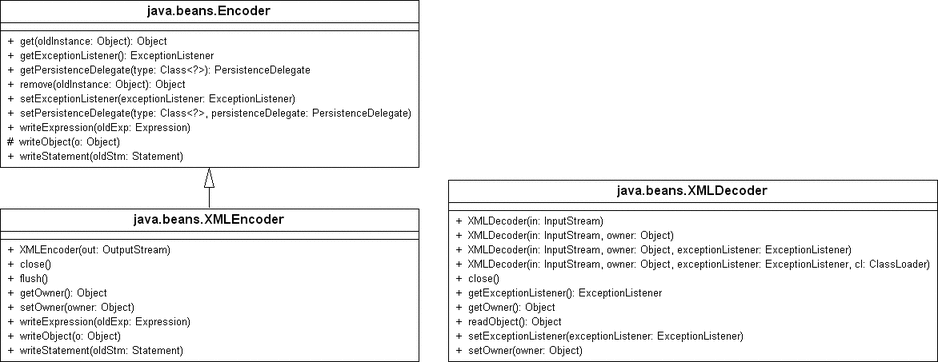 java.beans.Encoder
+ get(oldInstance: Object): Object
+ getExceptionListener(): ExceptionListener
+ getPersistenceDelegate(type: Class<?>): PersistenceDelegate
+ remove(oldInstance: Object): Object
+ setExceptionListener(exceptionListener: ExceptionListener)
+ setPersistenceDelegate(type: Class<?>, persistenceDelegate: PersistenceDelegate)
+ writeExpression(oldExp: Expression)
# writeObject(o: Object)
+ writeStatement(oldStm: Statement)
java.beans.XMLEncoder
+ XMLEncoder(out: OutputStream)
+ close()
+ flush()
+ getOwner(): Object
+ setOwner(owner: Object)
+ writeExpression(oldExp: Expression)
+ writeObject(o: Object)
+ writeStatement(oldStm: Statement)
java.beans.XMLDecoder
+ XMLDecoder(in: InputStream)
+ XMLDecoder(in: InputStream, owner: Object)
+ XMLDecoder(in: InputStream, owner: Object, exceptionListener: ExceptionListener)
+ XMLDecoder(in: InputStream, owner: Object, exceptionListener: ExceptionListener, cl: ClassLoader)
+ close()
+ getExceptionListener(): ExceptionListener
+ getOwner(): Object
+ readObject(): Object
+ setExceptionListener(exceptionListener: ExceptionListener)
+ setOwner(owner: Object)